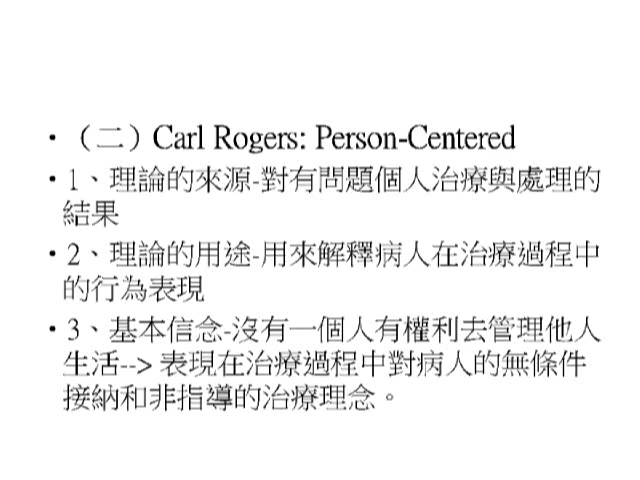 •（二）Carl Rogers: Person-Centered
•1、理論的來源-對有問題個人治療與處理的
結果
•2、理論的用途-用來解釋病人在治療過程中
的行為表現
•3、基本信念-沒有一個人有權利去管理他人
生活--> 表現在治療過程中對病人的無條件
接納和非指導的治療理念。